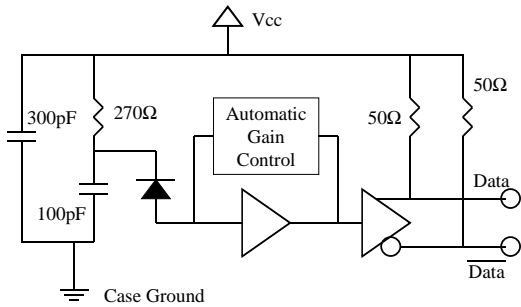 Vcc
50Ω
300pF
270Ω
Automatic
Gain
Control
50Ω
100pF
Data
Data
Case Ground